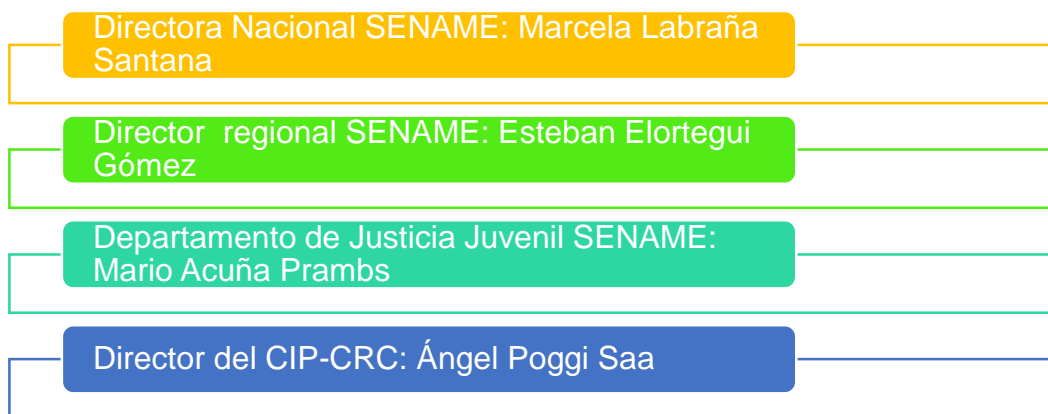 Directora Nacional SENAME: Marcela Labraña
Santana
Director  regional SENAME: Esteban Elortegui
Gómez
Departamento de Justicia Juvenil SENAME:
Mario Acuña Prambs
Director del CIP-CRC: Ángel Poggi Saa